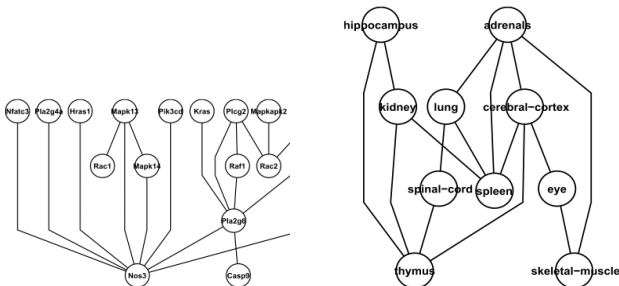 hippocampus adrenals
kidney lung cerebral-cortex
Nfatc3 Pla2g4a Hras1 Mapk13 Pik3cd Kras Plcg2 Mapkapk2
Rac1 Mapk14 Raf1 Rac2
spinal-cord spleen eye
Pla2g6
Nos3 Casp9
thymus skeletal-muscle